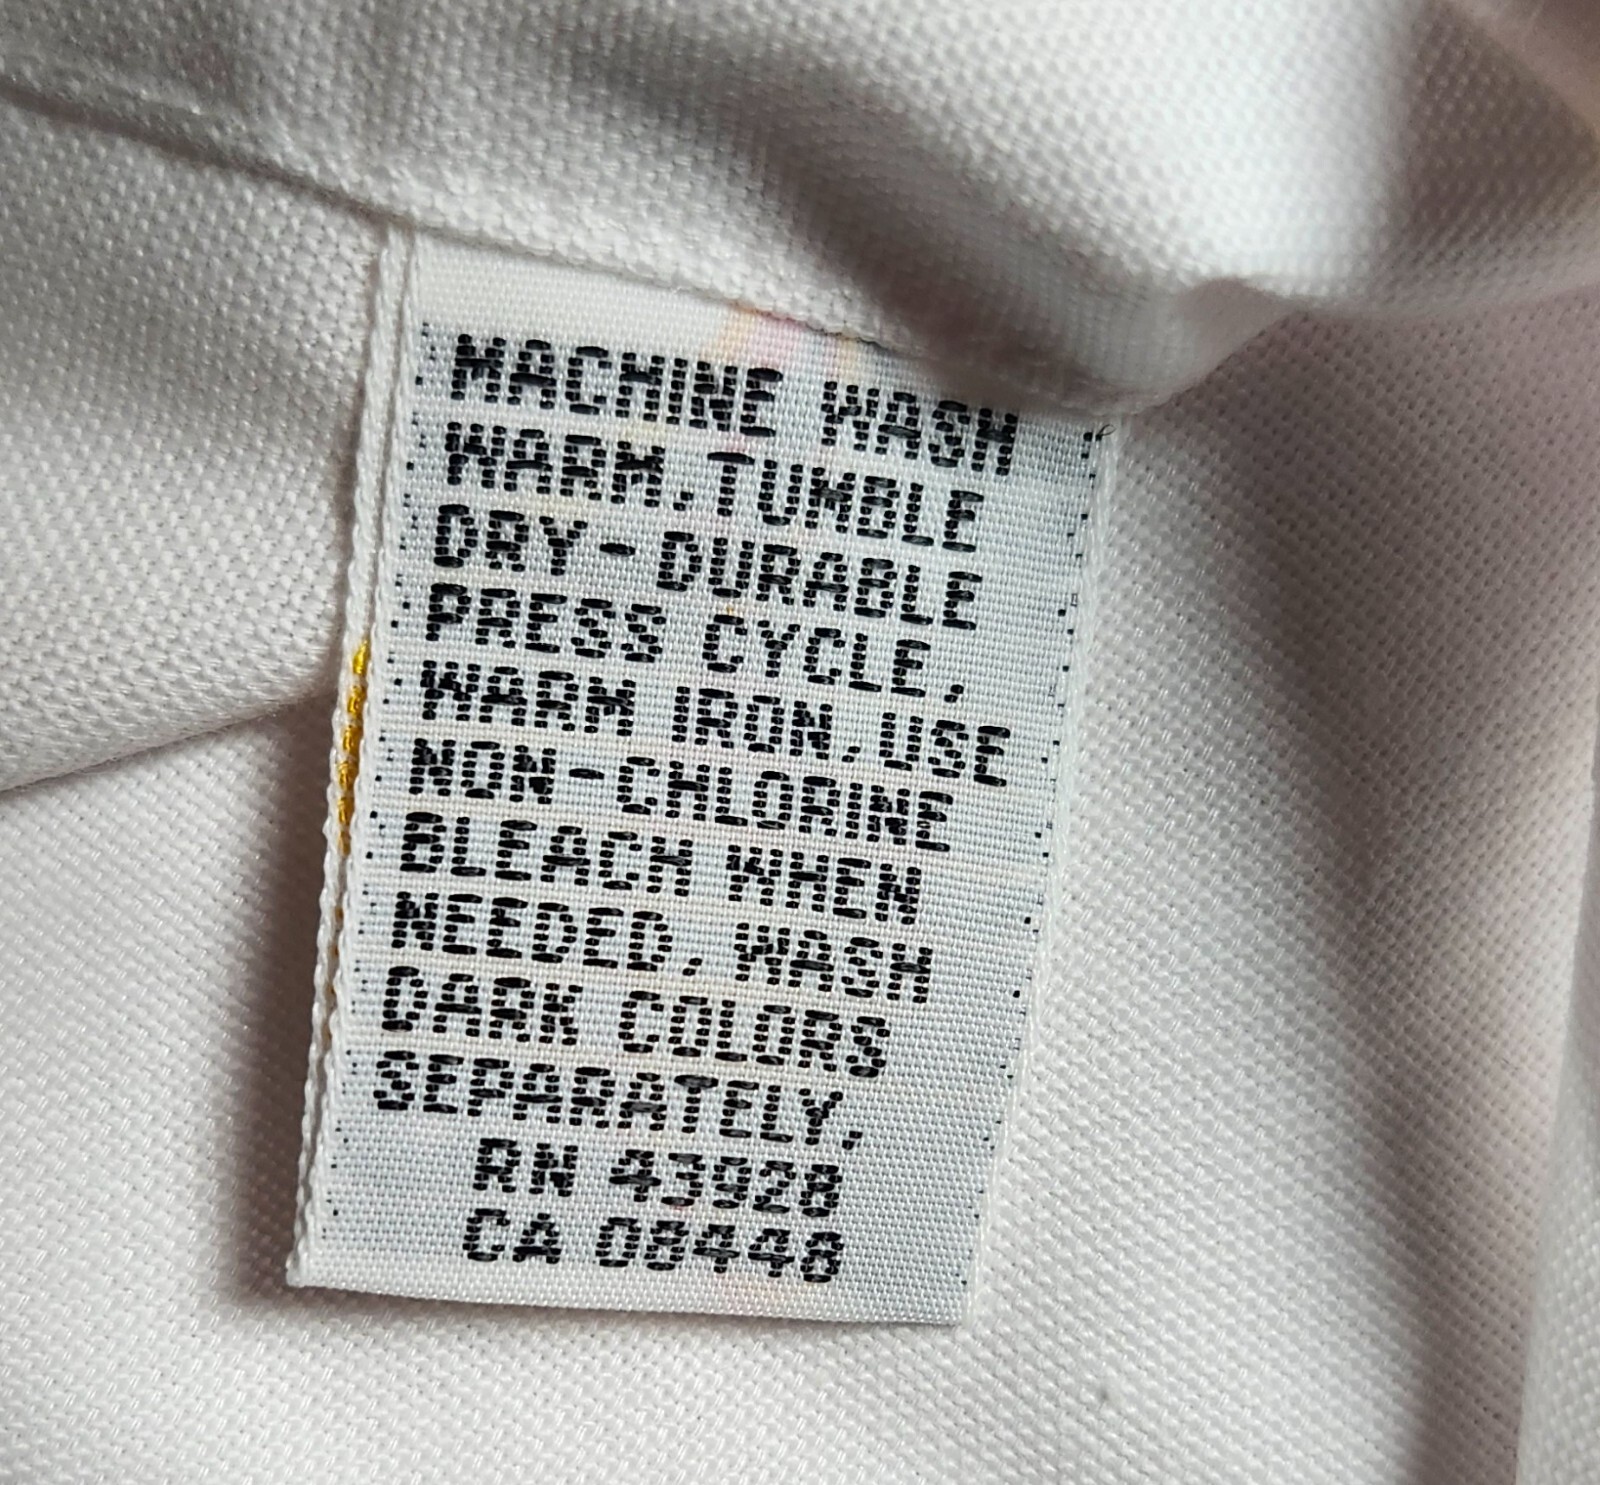 MACHINE WASH
WARM, TUMBLE
DRY-DURABLE
PRESS CYCLE,
WARM IRON, USE
NON-CHLORINE
BLEACH WHEN
NEEDED, WASH
DARK COLORS
SEPARATELY,
RN 43928
CA 08448